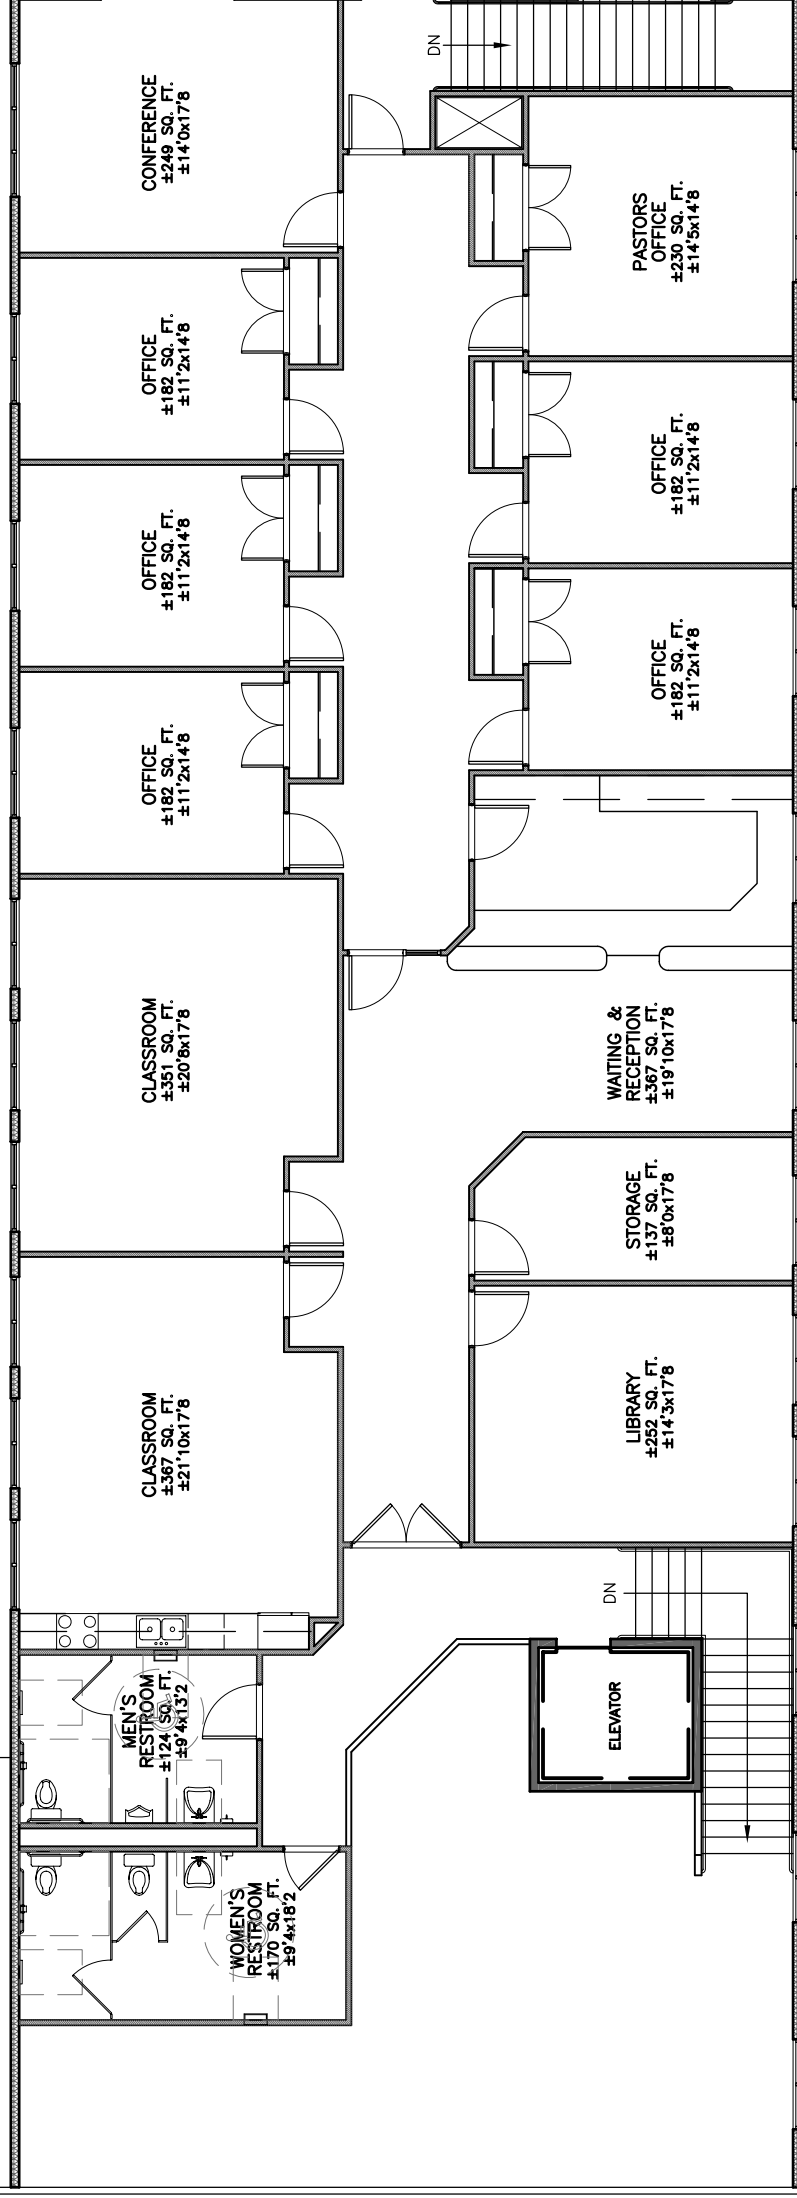 DN
CONFERENCE
±249 SQ. FT.
±14'0x17'8
PASTORS
OFFICE
±230 SQ. FT.
±14'5x14'8
OFFICE
±182 SQ. FT.
±11'2x14'8
OFFICE
±182 SQ. FT.
±11'2x14'8
OFFICE
±182 SQ. FT.
±11'2x14'8
OFFICE
±182 SQ. FT.
±11'2x14'8
OFFICE
±182 SQ. FT.
±11'2x14'8
CLASSROOM
±351 SQ. FT.
±20'8x17'8
WAITING &
RECEPTION
±367 SQ. FT.
±19'10x17'8
STORAGE
±137 SQ. FT.
±8'0x17'8
CLASSROOM
±367 SQ. FT.
±21'10x17'8
LIBRARY
±252 SQ. FT.
±14'3x17'8
DN
MEN'S
RESTROOM
±124 SQ. FT.
±9'4x13'2
ELEVATOR
WOMEN'S
RESTROOM
±170 SQ. FT.
±9'4x18'2